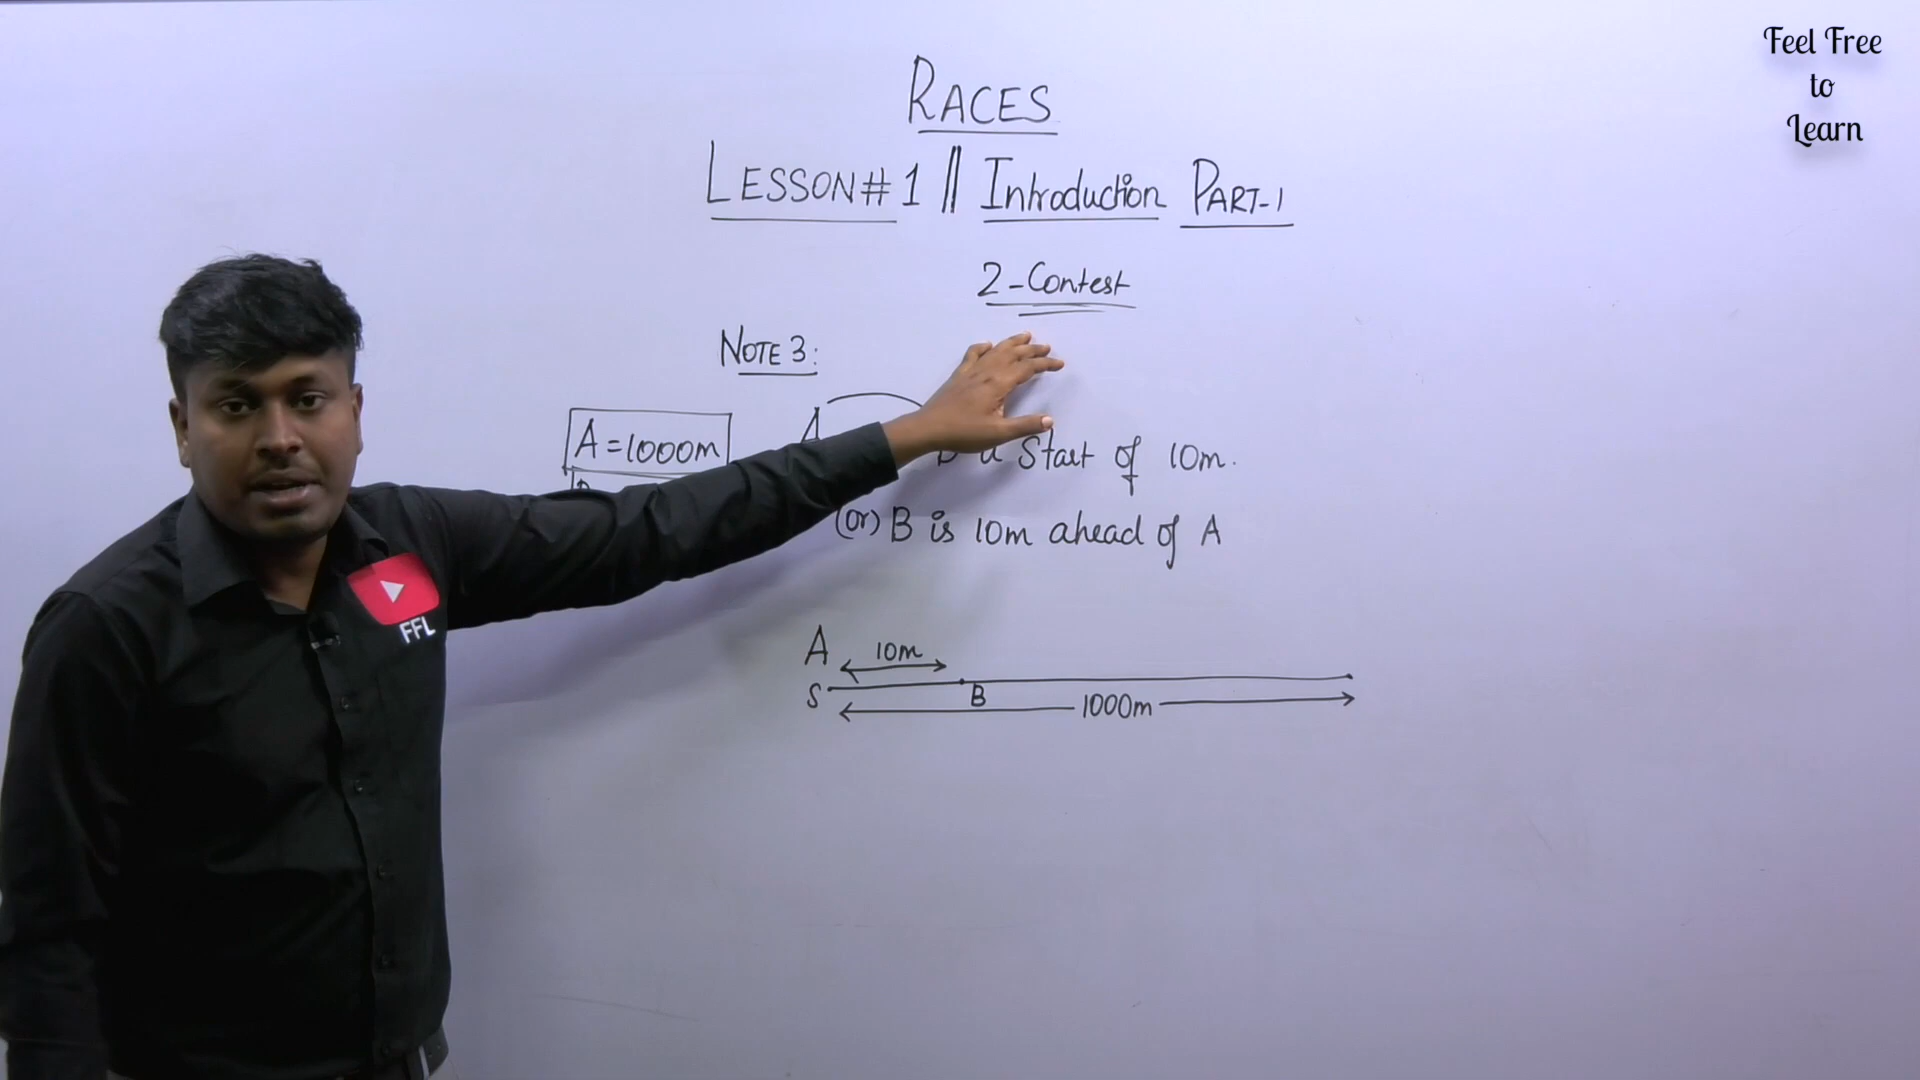 Feel Free
to
Learn
RACES
LESSON# 1 || Introduction PART-1
2-Contest
NOTE 3:
A = 1000m
A
a Start of 10m.
(or) B is 10m ahead of A
A
10m
S
B
1000m
FFL